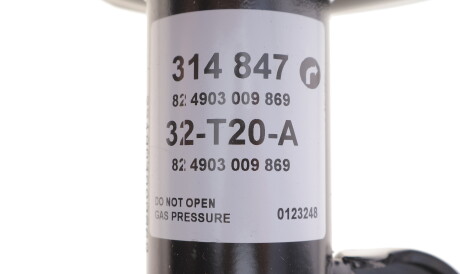 314 847
82 4903 009 869
32-T20-A
82 4903 009 869
DO NOT OPEN
GAS PRESSURE 0123248